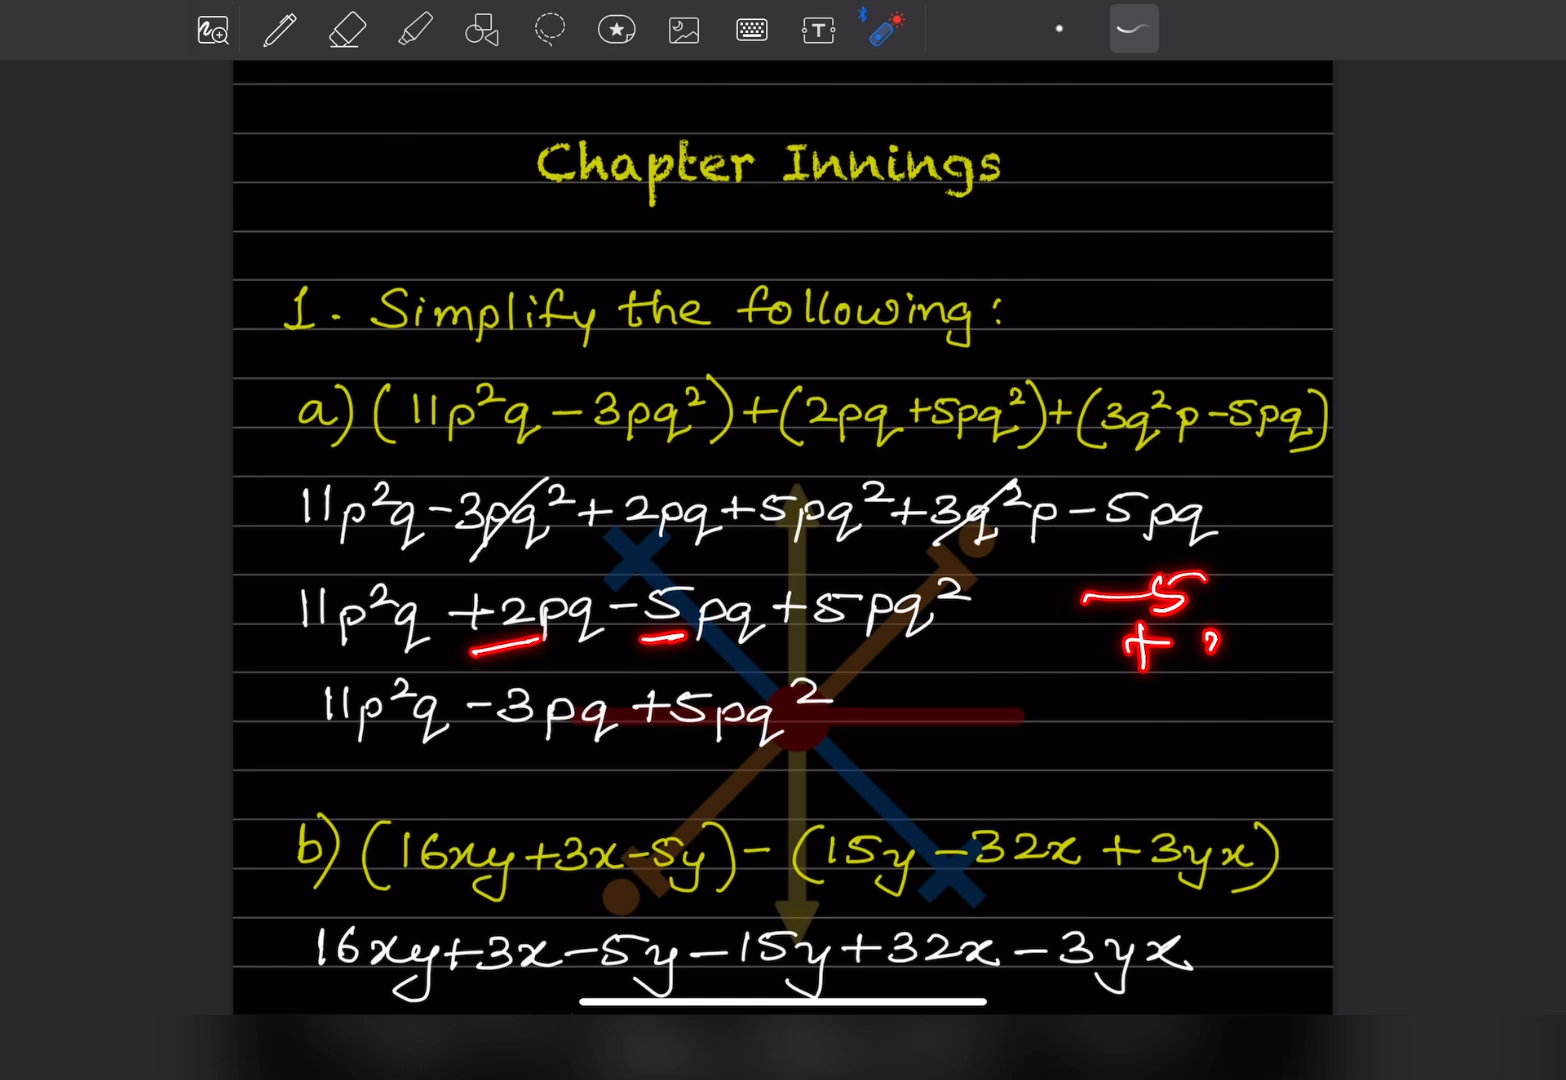 Chapter Innings
1. Simplify the following:
a) (11p²q - 3pq²)+(2pq+5pq²)+(3q²p-5pq)
11p²q-3pq²+2pq+5pq²+3q²p-5pq
11p²q +2pq-5pq+5pq²
-5
+
11p²q -3pq +5pq²
b) (16xy+3x-5y)-(15y-32x+3yx)
16xy+3x-5y-15y+32x-3yx